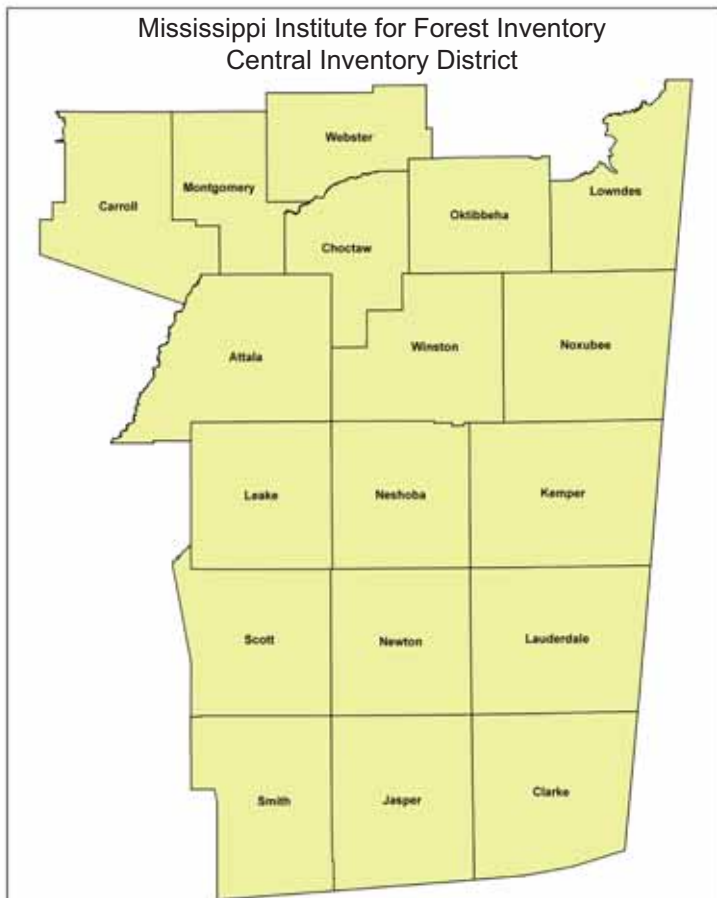 Mississippi Institute for Forest Inventory
Central Inventory District
Webster
Montgomery
Carroll
Lowndes
Oktibbeha
Choctaw
Attala
Winston
Noxubee
Leake
Neshoba
Kemper
Scott
Newton
Lauderdale
Smith
Jasper
Clarke